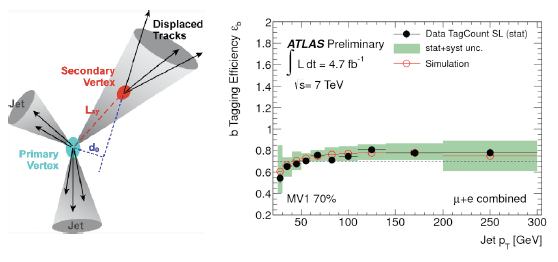 Displaced
Tracks
Secondary
Vertex
Jet
Lxy
Primary
Vertex
d0
Jet
b Tagging Efficiency εb
2
1.8
1.6
1.4
1.2
1
0.8
0.6
0.4
0.2
ATLAS Preliminary
∫ L dt = 4.7 fb-1
√s= 7 TeV
Data TagCount SL (stat)
stat+syst unc.
Simulation
MV1 70%
μ+e combined
50 100 150 200 250 300
Jet pT [GeV]